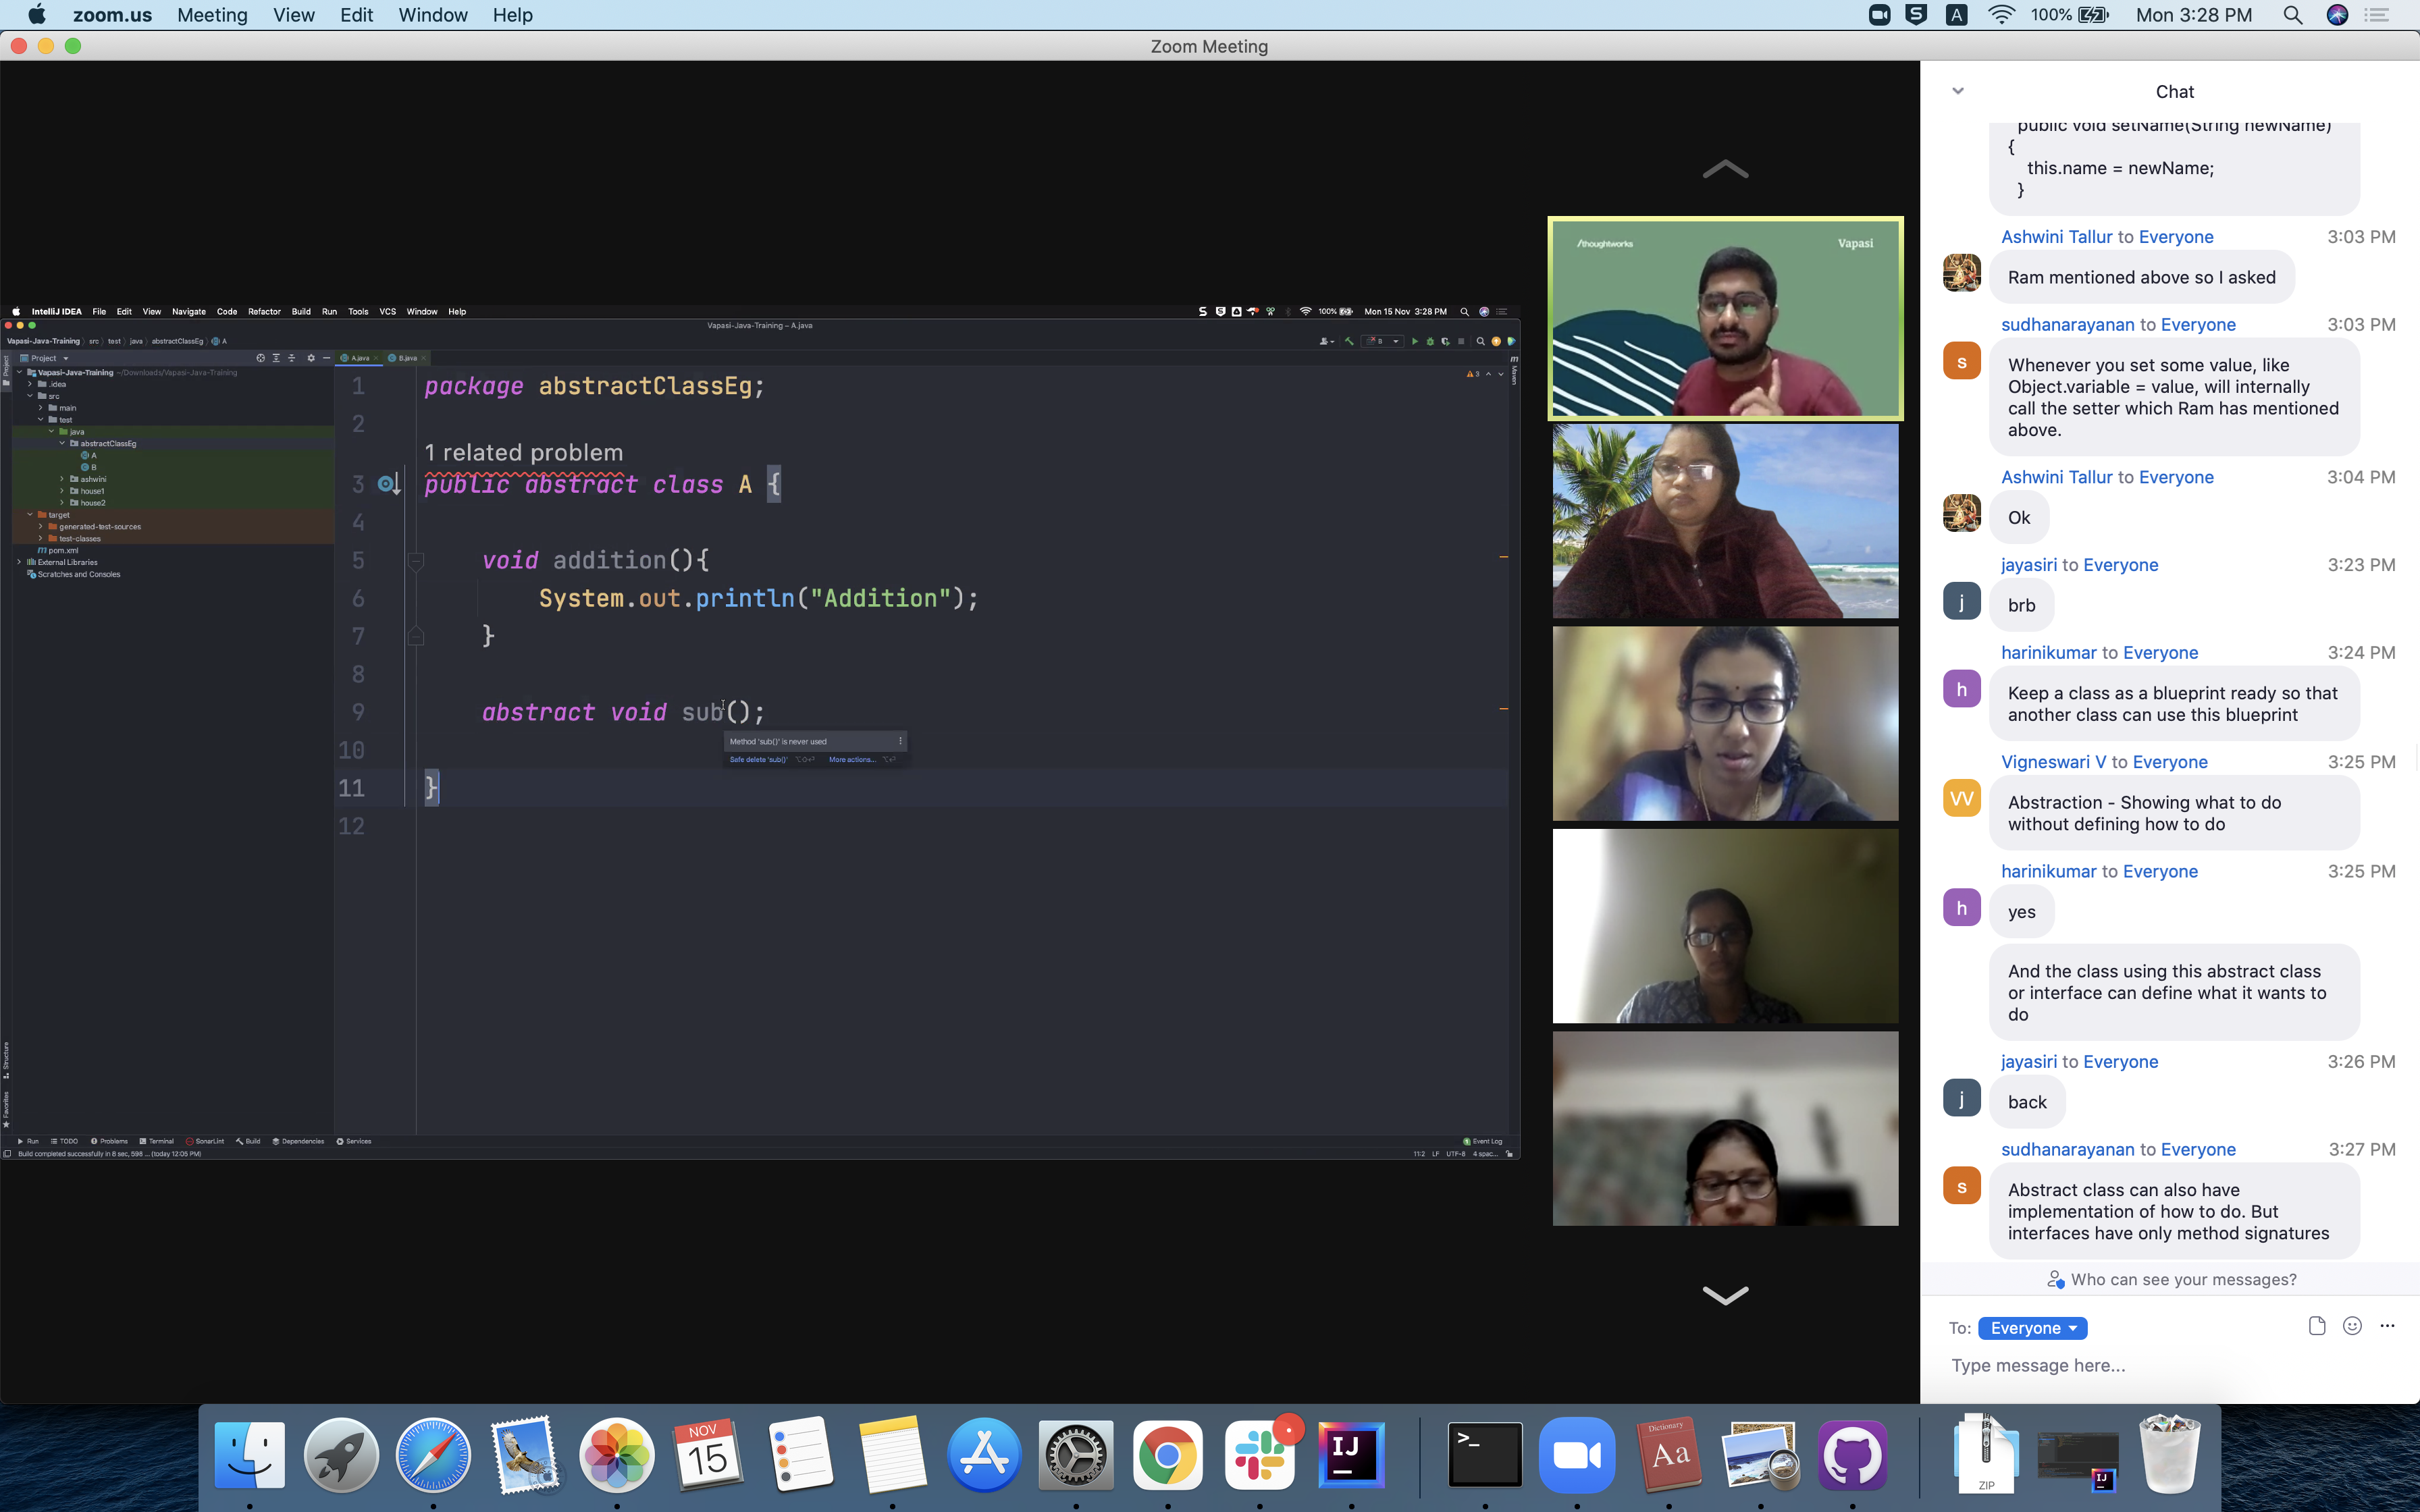 zoom.us Meeting View Edit Window Help
100% Mon 3:28 PM
Zoom Meeting
IntelliJ IDEA File Edit View Navigate Code Refactor Build Run Tools VCS Window Help
100% Mon 15 Nov 3:28 PM
Vapasi-Java-Training – A.java
Vapasi-Java-Training src test java abstractClassEg A
B
Project
A.java B.java
Project
Maven
Vapasi-Java-Training ~/Downloads/Vapasi-Java-Training
.idea
src
main
test
java
abstractClassEg
A
B
ashwini
house1
house2
target
generated-test-sources
test-classes
pom.xml
External Libraries
Scratches and Consoles
3
1 package abstractClassEg;
2
1 related problem
3 public abstract class A {
4
5 void addition(){
6 System.out.println("Addition");
7 }
8
9 abstract void sub();
Method 'sub()' is never used
Safe delete 'sub()' More actions...
10
11 }
12
Structure
Favorites
Run TODO Problems Terminal SonarLint Build Dependencies Services
1 Event Log
Build completed successfully in 8 sec, 598 ... (today 12:05 PM)
11:2 LF UTF-8 4 spac...
/thoughtworks
Vapasi
Chat
public void setName(String newName)
{
this.name = newName;
}
Ashwini Tallur to Everyone 3:03 PM
Ram mentioned above so I asked
sudhanarayanan to Everyone 3:03 PM
s
Whenever you set some value, like
Object.variable = value, will internally
call the setter which Ram has mentioned
above.
Ashwini Tallur to Everyone 3:04 PM
Ok
jayasiri to Everyone 3:23 PM
j
brb
harinikumar to Everyone 3:24 PM
h
Keep a class as a blueprint ready so that
another class can use this blueprint
Vigneswari V to Everyone 3:25 PM
VV
Abstraction - Showing what to do
without defining how to do
harinikumar to Everyone 3:25 PM
h
yes
And the class using this abstract class
or interface can define what it wants to
do
jayasiri to Everyone 3:26 PM
j
back
sudhanarayanan to Everyone 3:27 PM
s
Abstract class can also have
implementation of how to do. But
interfaces have only method signatures
Who can see your messages?
To: Everyone
Type message here...
NOV
15
IJ
>_
Dictionary
Aa
ZIP
IJ